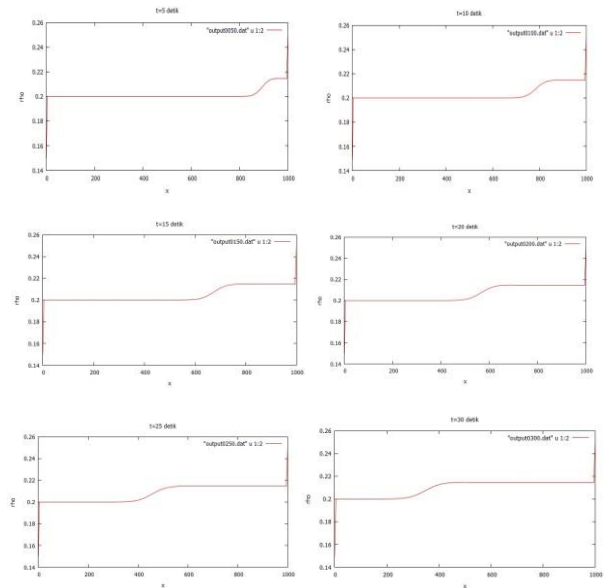 t=5 detik
"output0050.dat" u 1:2
rho
0.26
0.24
0.22
0.2
0.18
0.16
0.14
0 200 400 600 800 1000
x
t=10 detik
"output0100.dat" u 1:2
rho
0.26
0.24
0.22
0.2
0.18
0.16
0.14
0 200 400 600 800 1000
x
t=15 detik
"output0150.dat" u 1:2
rho
0.26
0.24
0.22
0.2
0.18
0.16
0.14
0 200 400 600 800 1000
x
t=20 detik
"output0200.dat" u 1:2
rho
0.26
0.24
0.22
0.2
0.18
0.16
0.14
0 200 400 600 800 1000
x
t=25 detik
"output0250.dat" u 1:2
rho
0.26
0.24
0.22
0.2
0.18
0.16
0.14
0 200 400 600 800 1000
x
t=30 detik
"output0300.dat" u 1:2
rho
0.26
0.24
0.22
0.2
0.18
0.16
0.14
0 200 400 600 800 1000
x